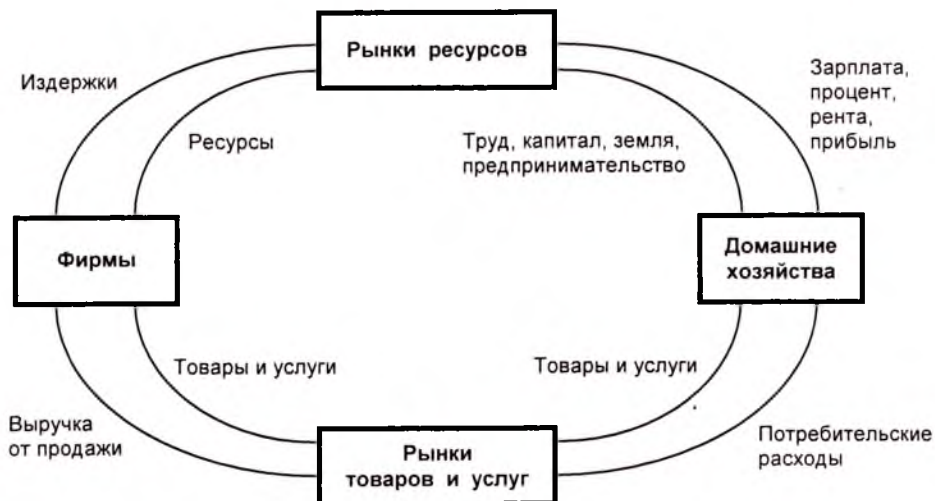 Рынки ресурсов
Издержки
Зарплата,
процент,
рента,
прибыль
Ресурсы
Труд, капитал, земля,
предпринимательство
Фирмы
Домашние
хозяйства
Товары и услуги
Товары и услуги
Выручка
от продажи
Рынки
товаров и услуг
Потребительские
расходы